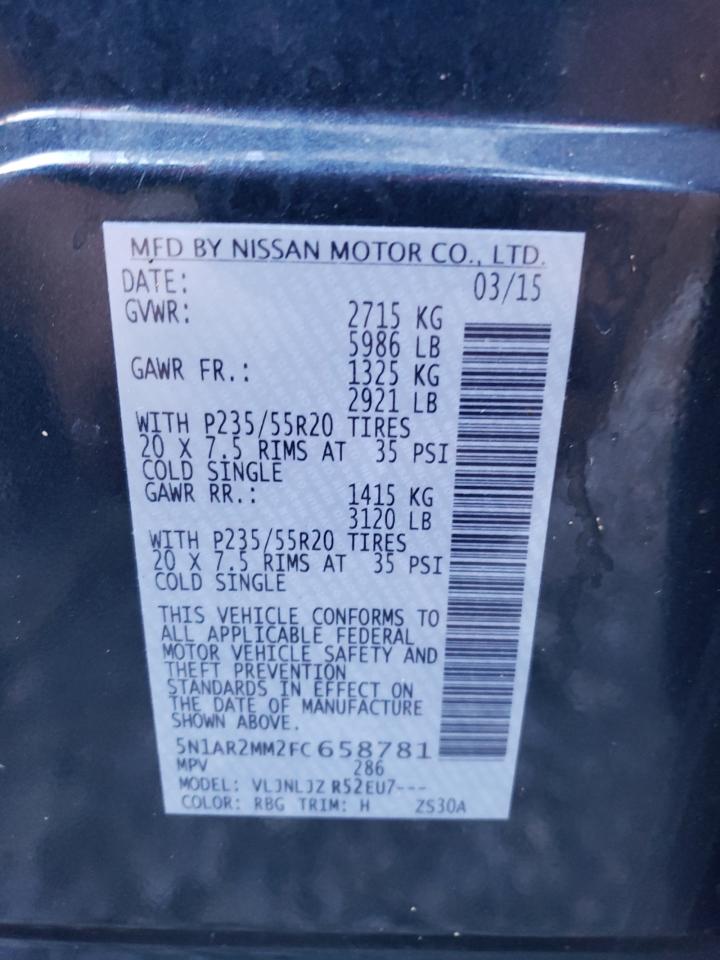 MFD BY NISSAN MOTOR CO., LTD.
DATE: 03/15
GVWR: 2715 KG
5986 LB
GAWR FR.: 1325 KG
2921 LB
WITH P235/55R20 TIRES
20 X 7.5 RIMS AT 35 PSI
COLD SINGLE
GAWR RR.: 1415 KG
3120 LB
WITH P235/55R20 TIRES
20 X 7.5 RIMS AT 35 PSI
COLD SINGLE
THIS VEHICLE CONFORMS TO
ALL APPLICABLE FEDERAL
MOTOR VEHICLE SAFETY AND
THEFT PREVENTION
STANDARDS IN EFFECT ON
THE DATE OF MANUFACTURE
SHOWN ABOVE.
5N1AR2MM2FC658781
MPV 286
MODEL: VLJNLJZ R52EU7---
COLOR: RBG TRIM: H ZS30A